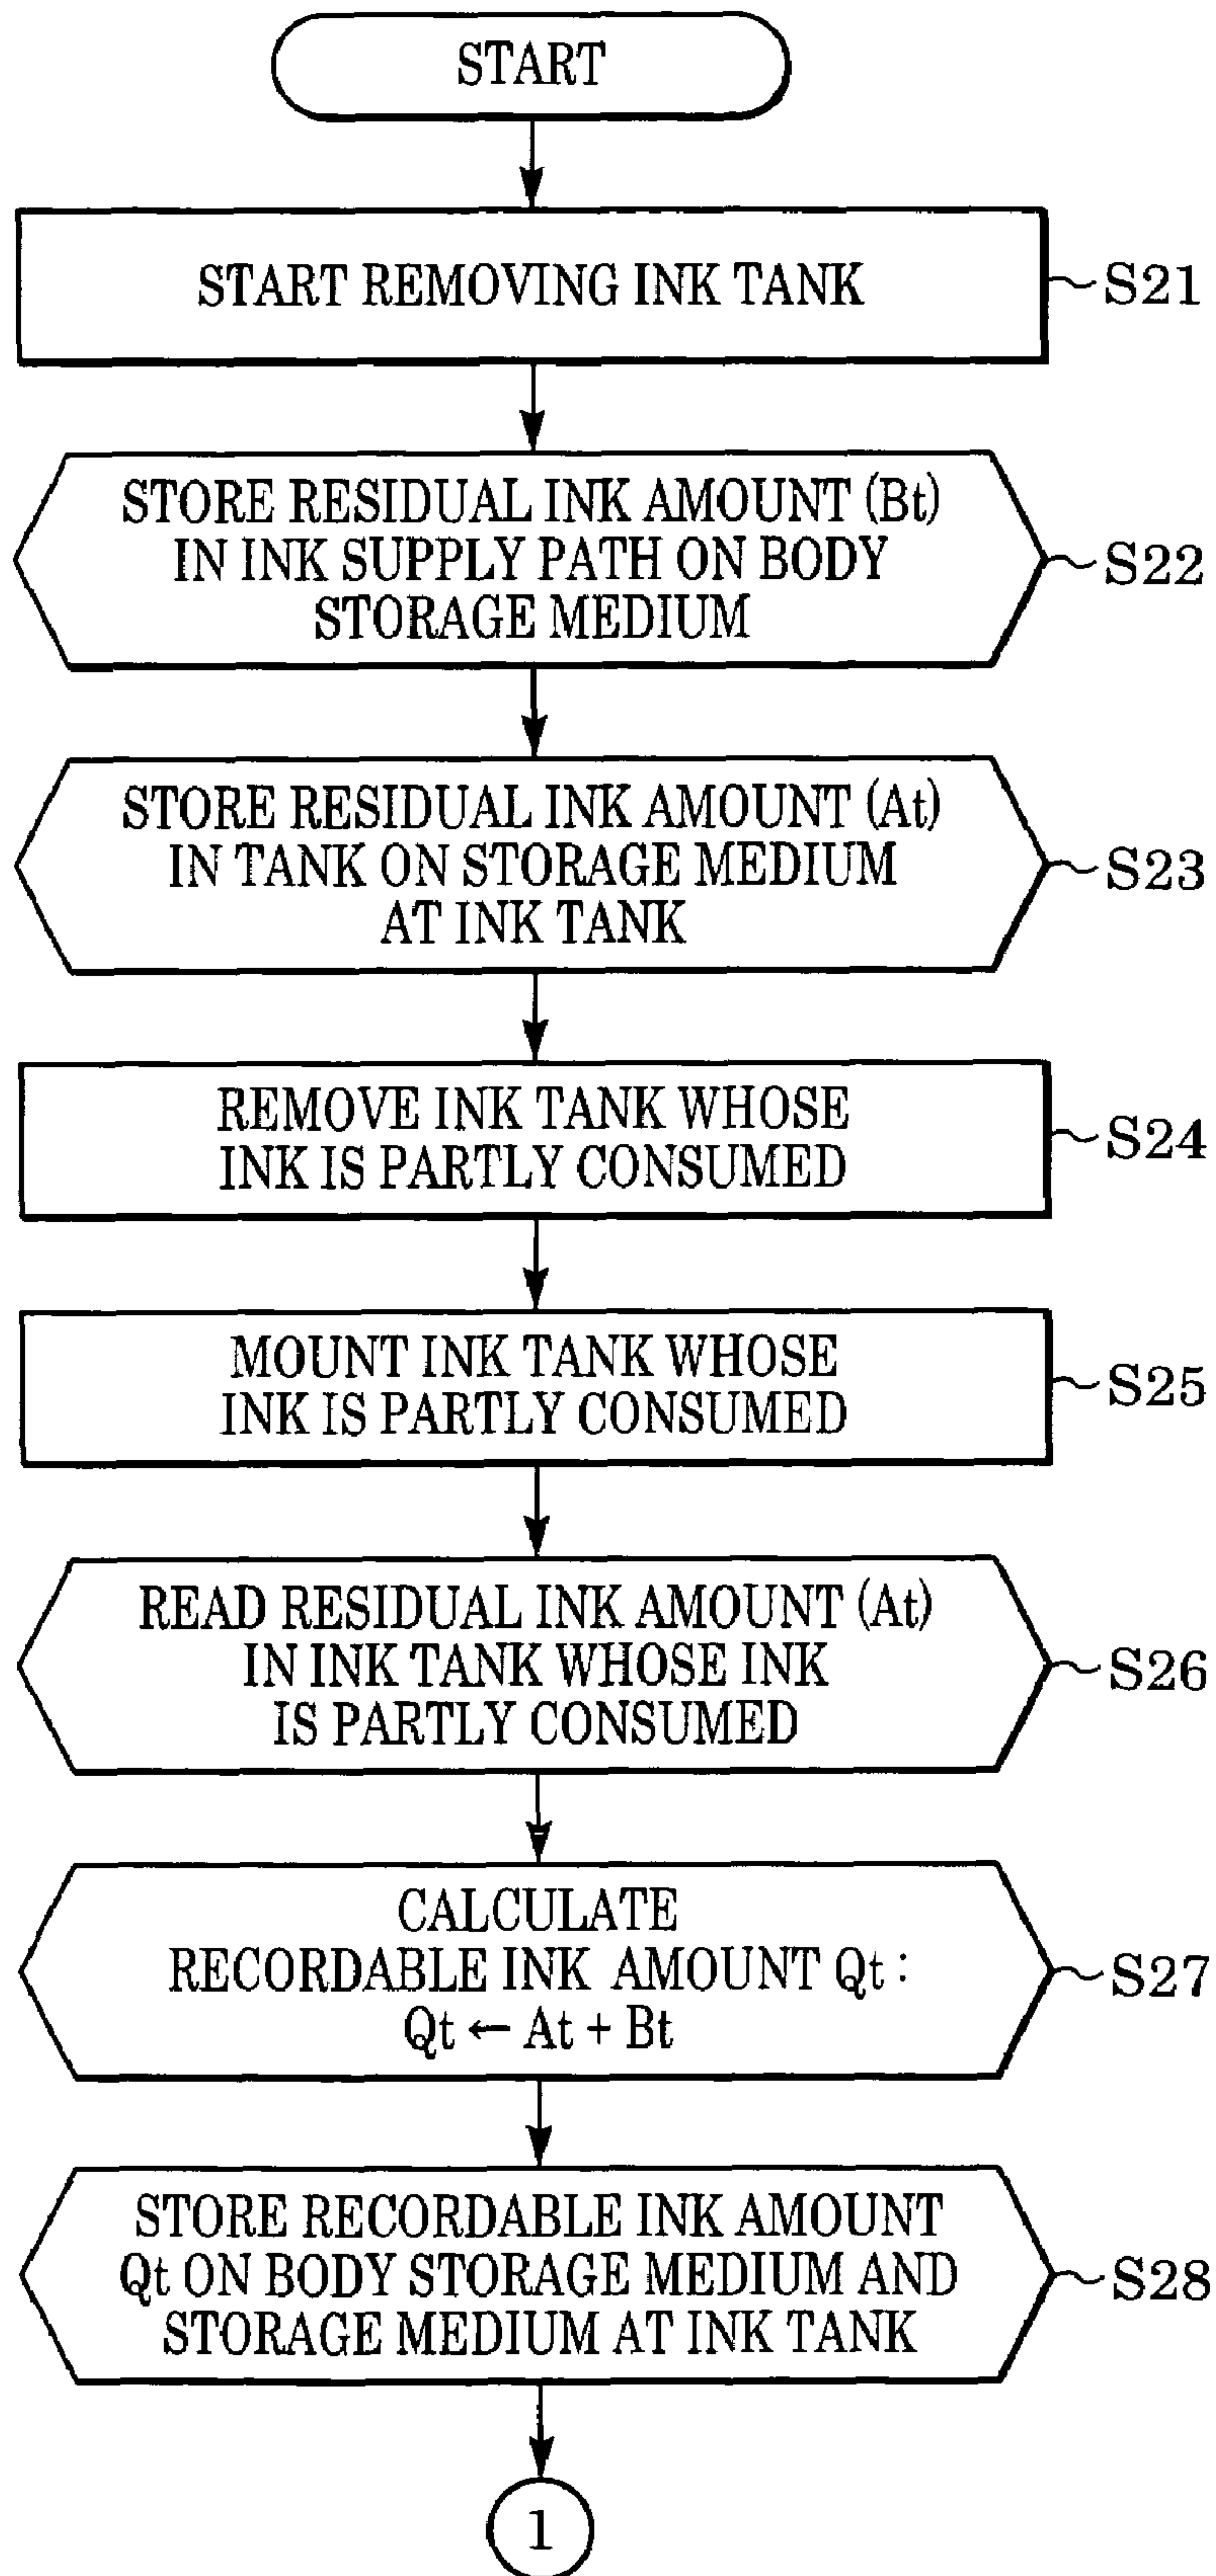 START
START REMOVING INK TANK
S21
STORE RESIDUAL INK AMOUNT (Bt)
IN INK SUPPLY PATH ON BODY
STORAGE MEDIUM
S22
STORE RESIDUAL INK AMOUNT (At)
IN TANK ON STORAGE MEDIUM
AT INK TANK
S23
REMOVE INK TANK WHOSE
INK IS PARTLY CONSUMED
S24
MOUNT INK TANK WHOSE
INK IS PARTLY CONSUMED
S25
READ RESIDUAL INK AMOUNT (At)
IN INK TANK WHOSE INK
IS PARTLY CONSUMED
S26
CALCULATE
RECORDABLE INK AMOUNT Qt :
Qt ← At + Bt
S27
STORE RECORDABLE INK AMOUNT
Qt ON BODY STORAGE MEDIUM AND
STORAGE MEDIUM AT INK TANK
S28
1